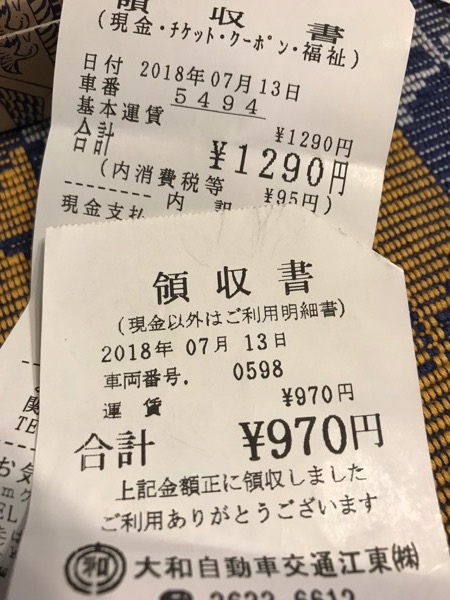 領収書
(現金・チケット・クーポン・福祉)
日付 2018年07月13日
車番 5494
基本運賃 ¥1290円
合計 ¥1290円
(内消費税等 ¥95円)
内訳
現金支払
領収書
(現金以外はご利用明細書)
2018年 07月 13日
車両番号. 0598
運賃 ¥970円
合計 ¥970円
上記金額正に領収しました
ご利用ありがとうございます
和 大和自動車交通江東㈱
関
TE
お気